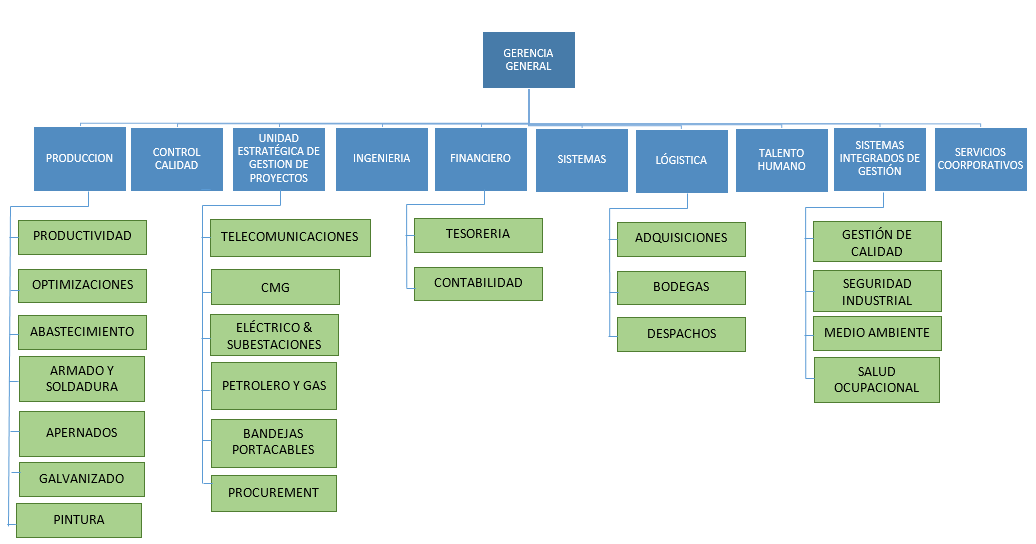 GERENCIA
GENERAL
PRODUCCION
CONTROL
CALIDAD
UNIDAD
ESTRATÉGICA DE
GESTION DE
PROYECTOS
INGENIERIA
FINANCIERO
SISTEMAS
LÓGISTICA
TALENTO
HUMANO
SISTEMAS
INTEGRADOS DE
GESTIÓN
SERVICIOS
COORPORATIVOS
PRODUCTIVIDAD
OPTIMIZACIONES
ABASTECIMIENTO
ARMADO Y
SOLDADURA
APERNADOS
GALVANIZADO
PINTURA
TELECOMUNICACIONES
CMG
ELÉCTRICO &
SUBESTACIONES
PETROLERO Y GAS
BANDEJAS
PORTACABLES
PROCUREMENT
TESORERIA
CONTABILIDAD
ADQUISICIONES
BODEGAS
DESPACHOS
GESTIÓN DE
CALIDAD
SEGURIDAD
INDUSTRIAL
MEDIO AMBIENTE
SALUD
OCUPACIONAL